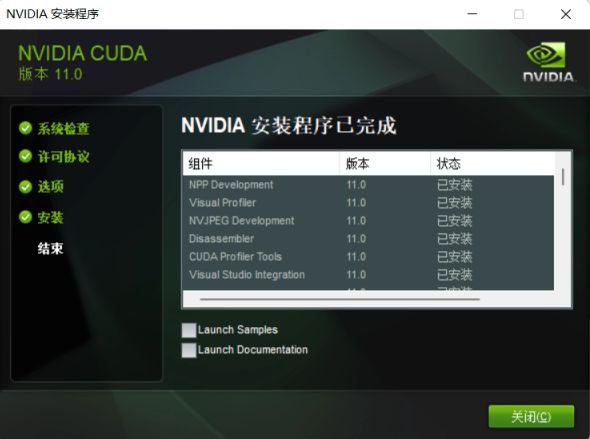 NVIDIA 安装程序
NVIDIA CUDA
版本 11.0
NVIDIA.
系统检查
许可协议
选项
安装
结束
NVIDIA 安装程序已完成
组件 版本 状态
NPP Development 11.0 已安装
Visual Profiler 11.0 已安装
NVJPEG Development 11.0 已安装
Disassembler 11.0 已安装
CUDA Profiler Tools 11.0 已安装
Visual Studio Integration 11.0 已安装
Launch Samples
Launch Documentation
关闭(C)